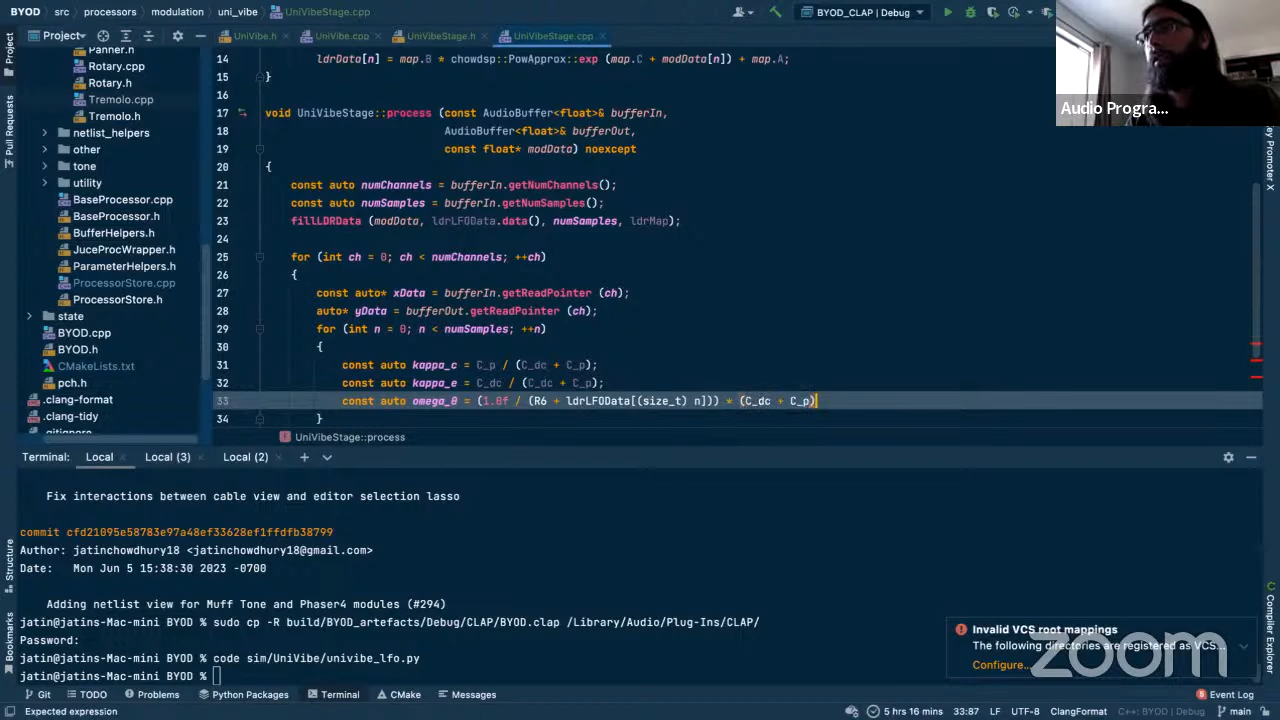 BYOD src processors modulation uni_vibe UniVibeStage.cpp BYOD_CLAP | Debug
Project UniVibe.h UniVibe.cpp UniVibeStage.h UniVibeStage.cpp
Project
Pull Requests
Structure
Bookmarks
Panner.h
Rotary.cpp
Rotary.h
Tremolo.cpp
Tremolo.h
netlist_helpers
other
tone
utility
BaseProcessor.cpp
BaseProcessor.h
BufferHelpers.h
JuceProcWrapper.h
ParameterHelpers.h
ProcessorStore.cpp
ProcessorStore.h
state
BYOD.cpp
BYOD.h
CMakeLists.txt
pch.h
.clang-format
.clang-tidy
.gitattributes
14 ldrData[n] = map.B * chowdsp::PowApprox::exp (map.C + modData[n]) + map.A;
15 }
16
17 void UniVibeStage::process (const AudioBuffer<float>& bufferIn,
18 AudioBuffer<float>& bufferOut,
19 const float* modData) noexcept
20 {
21 const auto numChannels = bufferIn.getNumChannels();
22 const auto numSamples = bufferIn.getNumSamples();
23 fillLDRData (modData, ldrLFOData.data(), numSamples, ldrMap);
24
25 for (int ch = 0; ch < numChannels; ++ch)
26 {
27 const auto* xData = bufferIn.getReadPointer (ch);
28 auto* yData = bufferOut.getReadPointer (ch);
29 for (int n = 0; n < numSamples; ++n)
30 {
31 const auto kappa_c = C_p / (C_dc + C_p);
32 const auto kappa_e = C_dc / (C_dc + C_p);
33 const auto omega_0 = (1.0f / (R6 + ldrLFOData[(size_t) n])) * (C_dc + C_p)
34 }
UniVibeStage::process
Audio Progra...
Key Promoter X
Compiler Explorer
Terminal: Local Local (3) Local (2)
Fix interactions between cable view and editor selection lasso
commit cfd21095e58783e97a48ef33628ef1ffdfb38799
Author: jatinchowdhury18 <jatinchowdhury18@gmail.com>
Date: Mon Jun 5 15:38:30 2023 -0700
Adding netlist view for Muff Tone and Phaser4 modules (#294)
jatin@jatins-Mac-mini BYOD % sudo cp -R build/BYOD_artefacts/Debug/CLAP/BYOD.clap /Library/Audio/Plug-Ins/CLAP/
Password:
jatin@jatins-Mac-mini BYOD % code sim/UniVibe/univibe_lfo.py
jatin@jatins-Mac-mini BYOD %
Invalid VCS root mappings
The following directories are registered as VCS...
Configure...
zoom
Git TODO Problems Python Packages Terminal CMake Messages 5 Event Log
Expected expression 5 hrs 16 mins 33:87 LF UTF-8 ClangFormat C++: BYOD | Debug main